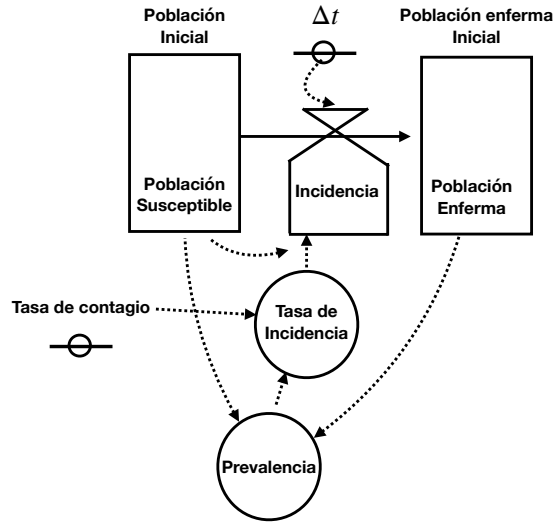 Población
Inicial
Δt
Población enferma
Inicial
Población
Susceptible
Incidencia
Población
Enferma
Tasa de contagio
Tasa de
Incidencia
Prevalencia